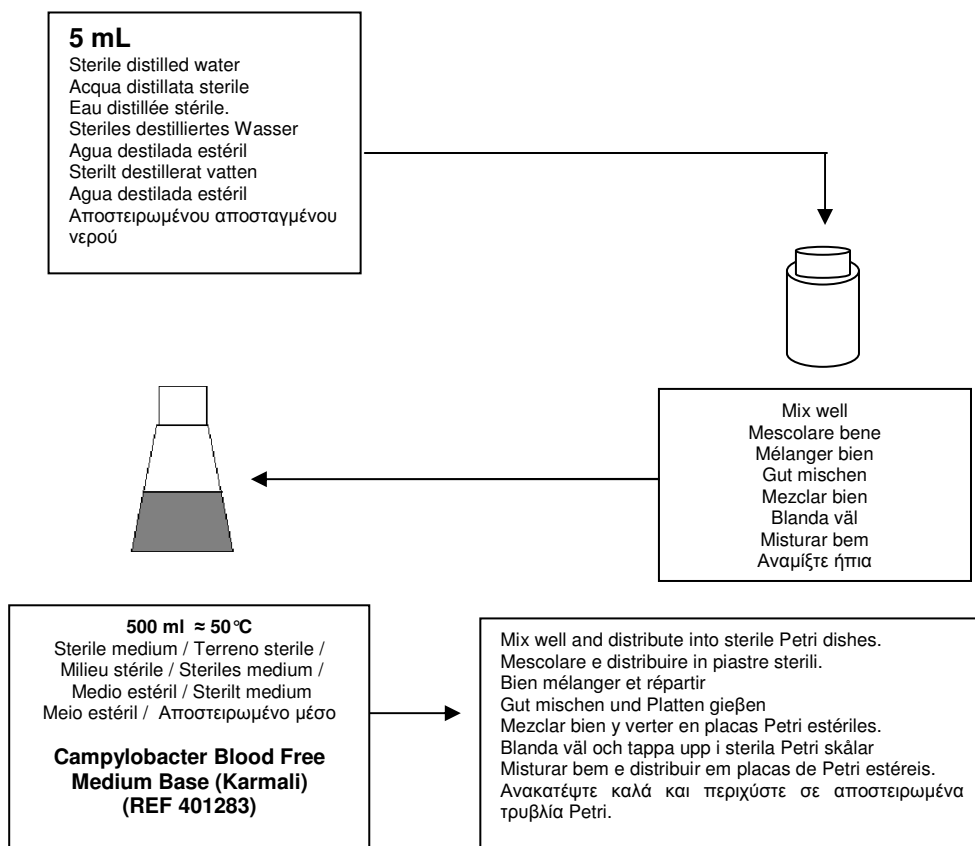 5 mL
Sterile distilled water
Acqua distillata sterile
Eau distillée stérile.
Steriles destilliertes Wasser
Agua destilada estéril
Sterilt destillerat vatten
Agua destilada estéril
Αποστειρωμένου αποσταγμένου
νερού
Mix well
Mescolare bene
Mélanger bien
Gut mischen
Mezclar bien
Blanda väl
Misturar bem
Αναμίξτε ήπια
500 ml ≈ 50°C
Sterile medium / Terreno sterile /
Milieu stérile / Steriles medium /
Medio estéril / Sterilt medium
Meio estéril / Αποστειρωμένο μέσο
Campylobacter Blood Free
Medium Base (Karmali)
(REF 401283)
Mix well and distribute into sterile Petri dishes.
Mescolare e distribuire in piastre sterili.
Bien mélanger et répartir
Gut mischen und Platten gieβen
Mezclar bien y verter en placas Petri estériles.
Blanda väl och tappa upp i sterila Petri skålar
Misturar bem e distribuir em placas de Petri estéreis.
Ανακατέψτε καλά και περιχύστε σε αποστειρωμένα
τρυβλία Petri.